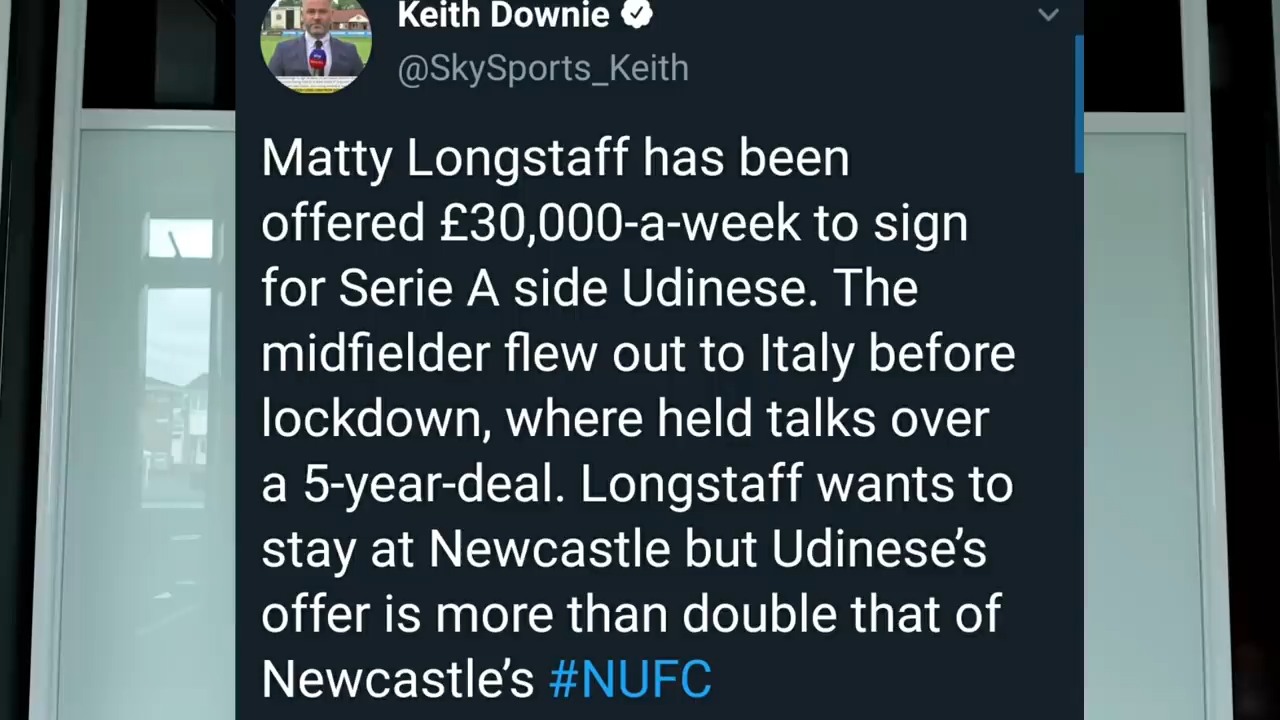 Keith Downie
@SkySports_Keith
Matty Longstaff has been
offered £30,000-a-week to sign
for Serie A side Udinese. The
midfielder flew out to Italy before
lockdown, where held talks over
a 5-year-deal. Longstaff wants to
stay at Newcastle but Udinese’s
offer is more than double that of
Newcastle’s #NUFC